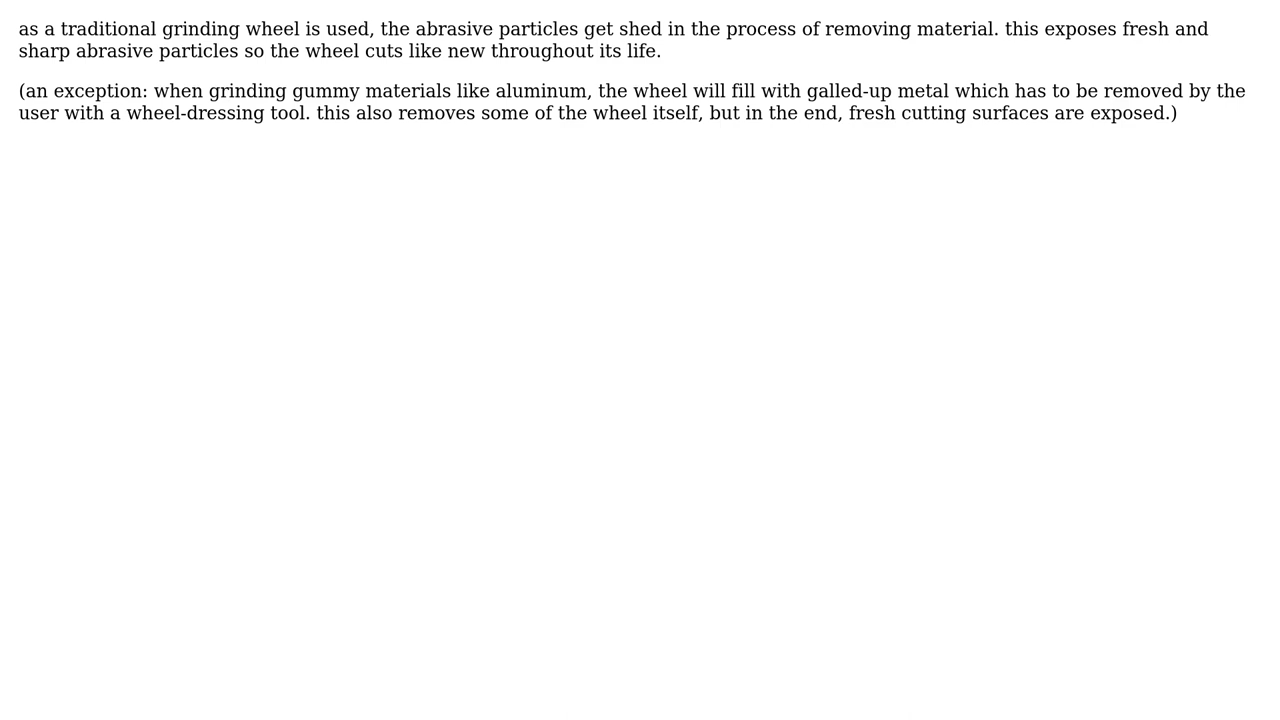 as a traditional grinding wheel is used, the abrasive particles get shed in the process of removing material. this exposes fresh and
sharp abrasive particles so the wheel cuts like new throughout its life.
(an exception: when grinding gummy materials like aluminum, the wheel will fill with galled-up metal which has to be removed by the
user with a wheel-dressing tool. this also removes some of the wheel itself, but in the end, fresh cutting surfaces are exposed.)